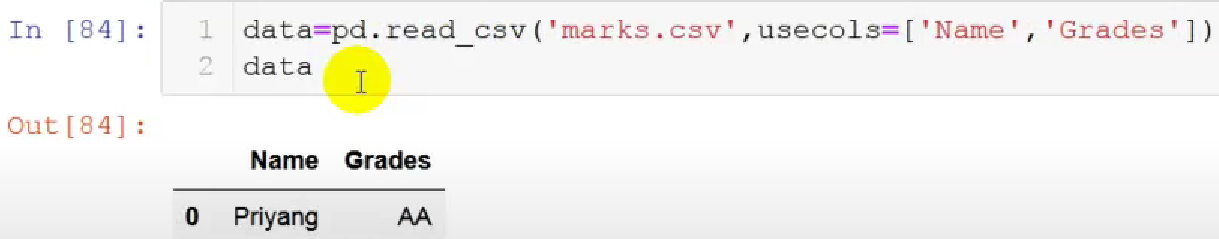 In [84]: 1 data=pd.read_csv('marks.csv',usecols=['Name','Grades'])
2 data
Out[84]:
Name Grades
0 Priyang AA